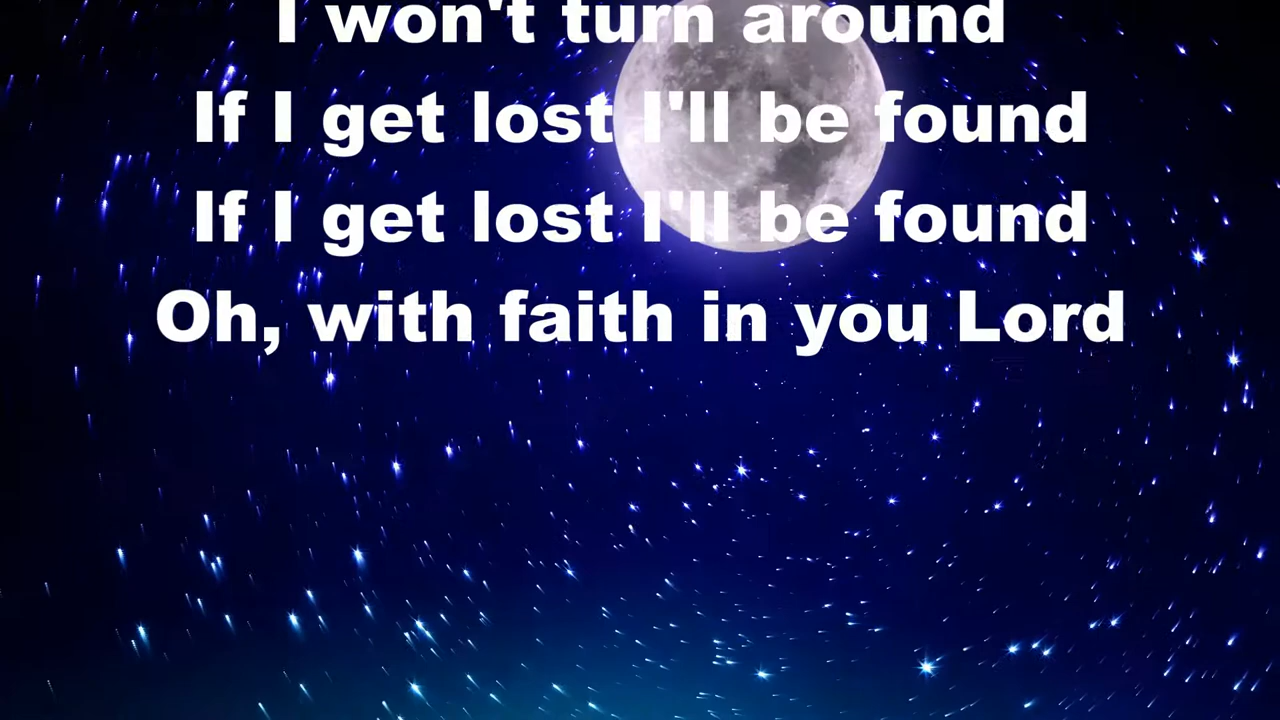 I won't turn around
If I get lost I'll be found
If I get lost I'll be found
Oh, with faith in you Lord